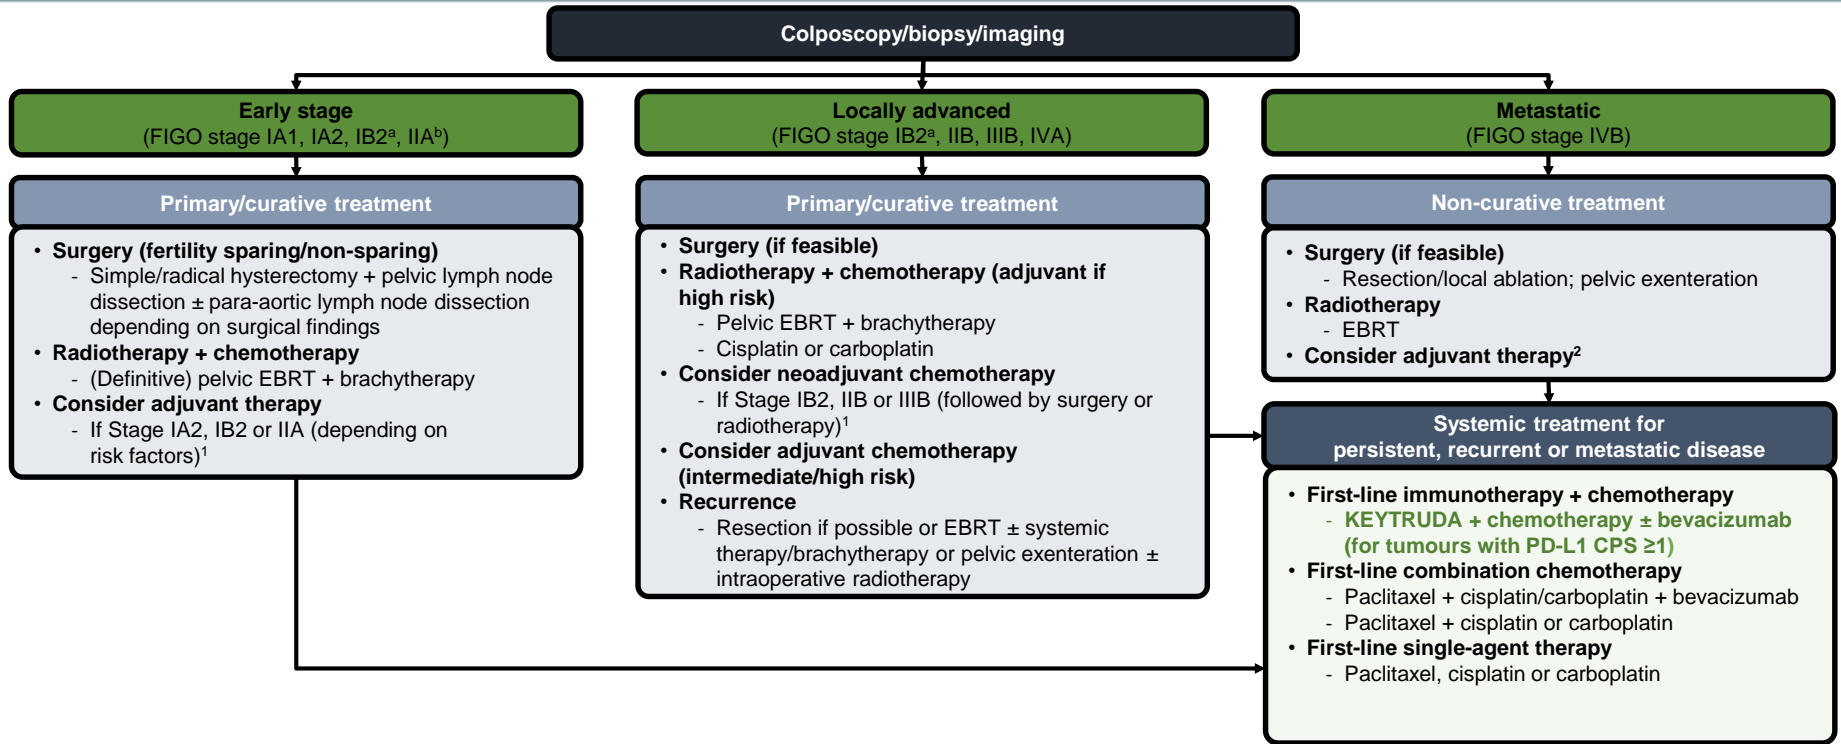 Colposcopy/biopsy/imaging
Early stage
(FIGO stage IA1, IA2, IB2ᵃ, IIAᵇ)
Primary/curative treatment
• Surgery (fertility sparing/non-sparing)
- Simple/radical hysterectomy + pelvic lymph node
dissection ± para-aortic lymph node dissection
depending on surgical findings
• Radiotherapy + chemotherapy
- (Definitive) pelvic EBRT + brachytherapy
• Consider adjuvant therapy
- If Stage IA2, IB2 or IIA (depending on
risk factors)¹
Locally advanced
(FIGO stage IB2ᵃ, IIB, IIIB, IVA)
Primary/curative treatment
• Surgery (if feasible)
• Radiotherapy + chemotherapy (adjuvant if
high risk)
- Pelvic EBRT + brachytherapy
- Cisplatin or carboplatin
• Consider neoadjuvant chemotherapy
- If Stage IB2, IIB or IIIB (followed by surgery or
radiotherapy)¹
• Consider adjuvant chemotherapy
(intermediate/high risk)
• Recurrence
- Resection if possible or EBRT ± systemic
therapy/brachytherapy or pelvic exenteration ±
intraoperative radiotherapy
Metastatic
(FIGO stage IVB)
Non-curative treatment
• Surgery (if feasible)
- Resection/local ablation; pelvic exenteration
• Radiotherapy
- EBRT
• Consider adjuvant therapy²
Systemic treatment for
persistent, recurrent or metastatic disease
• First-line immunotherapy + chemotherapy
- KEYTRUDA + chemotherapy ± bevacizumab
(for tumours with PD-L1 CPS ≥1)
• First-line combination chemotherapy
- Paclitaxel + cisplatin/carboplatin + bevacizumab
- Paclitaxel + cisplatin or carboplatin
• First-line single-agent therapy
- Paclitaxel, cisplatin or carboplatin